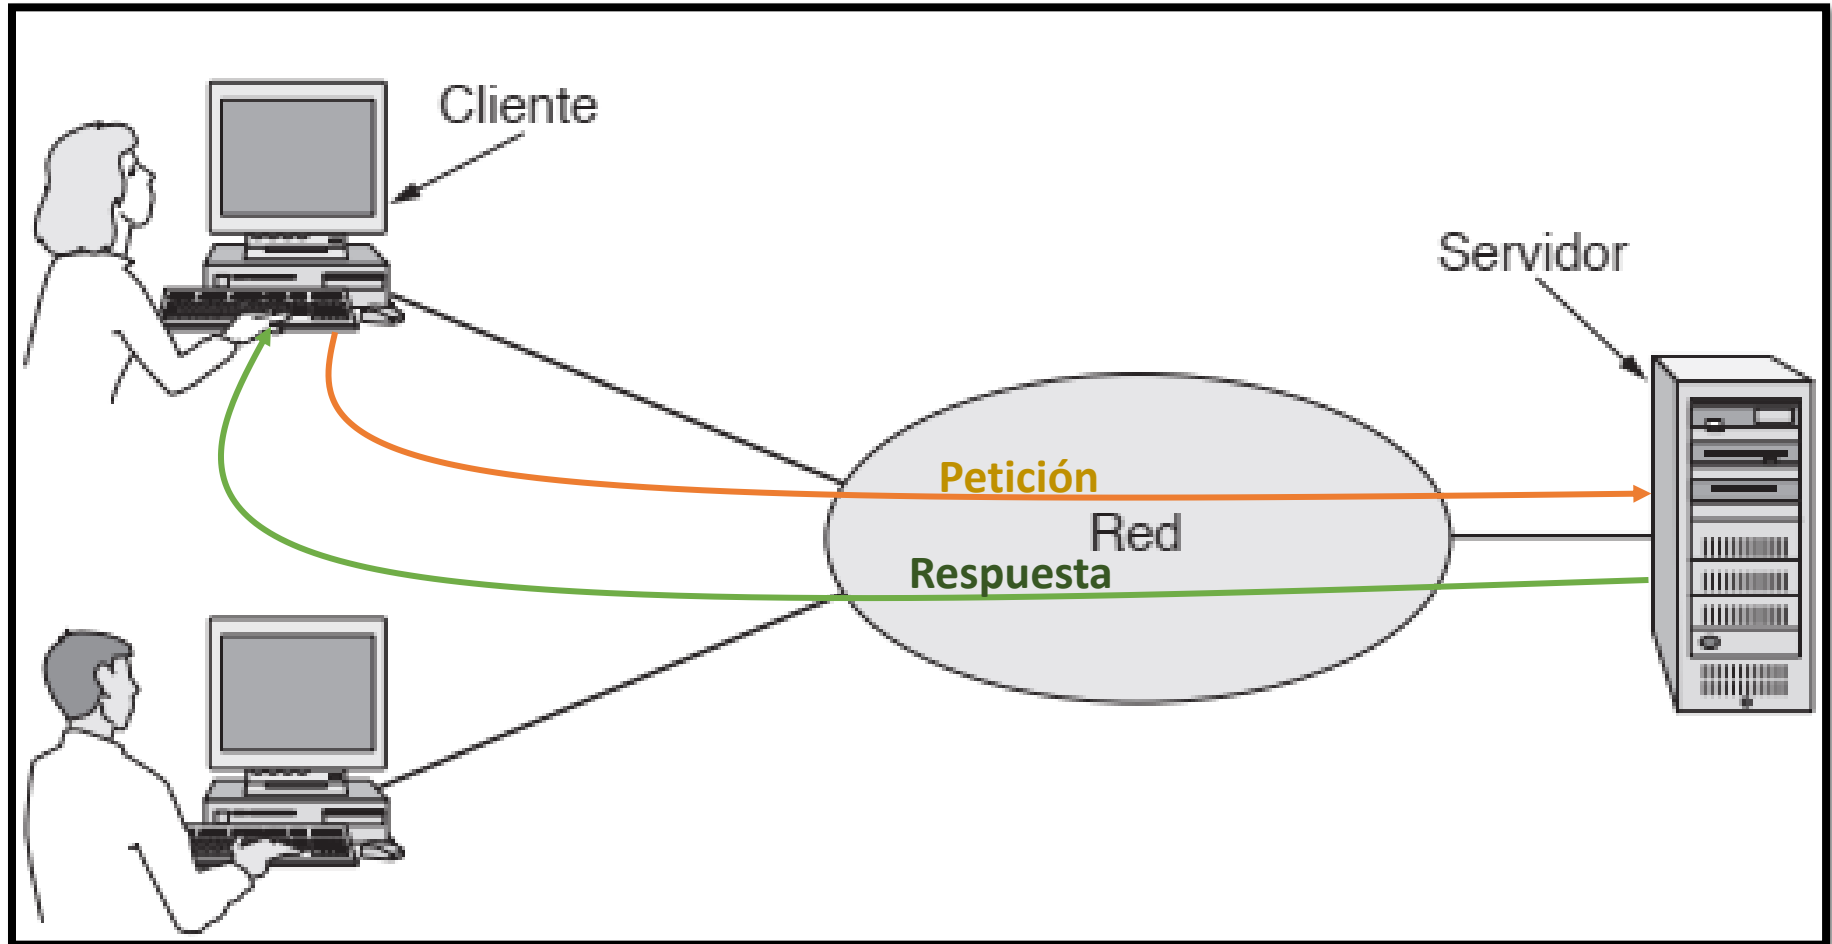 Cliente
Servidor
Petición
Red
Respuesta